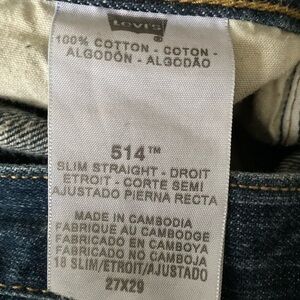 Levi's
®
100% COTTON - COTON -
ALGODÓN - ALGODÃO
514™
SLIM STRAIGHT - DROIT
ETROIT - CORTE SEMI
AJUSTADO PIERNA RECTA
MADE IN CAMBODIA
FABRIQUE AU CAMBODGE
FABRICADO EN CAMBOYA
FABRICADO NO CAMBOJA
18 SLIM/ETROIT/AJUSTADO
27X29